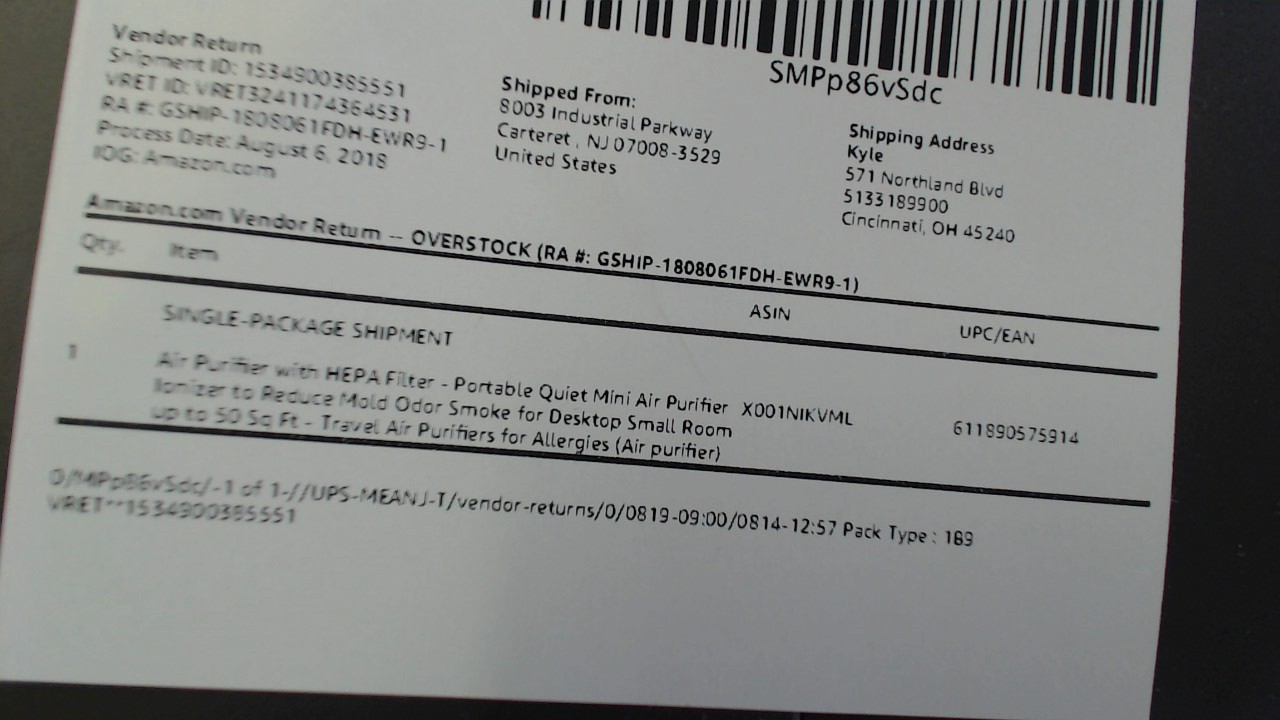 SMPp86vSdc
Vendor Return
Shipment ID: 1534900385551
VRET ID: VRET3241174364531
RA #: GSHIP-1808061FDH-EWR9-1
Process Date: August 6, 2018
IOG: Amazon.com
Shipped From:
8003 Industrial Parkway
Carteret , NJ 07008-3529
United States
Shipping Address
Kyle
571 Northland Blvd
5133189900
Cincinnati, OH 45240
Amazon.com Vendor Return -- OVERSTOCK (RA #: GSHIP-1808061FDH-EWR9-1)
Qty. Item ASIN UPC/EAN
SINGLE-PACKAGE SHIPMENT
1 Air Purifier with HEPA Filter - Portable Quiet Mini Air Purifier X001NIKVML 611890575914
Ionizer to Reduce Mold Odor Smoke for Desktop Small Room
up to 50 Sq Ft - Travel Air Purifiers for Allergies (Air purifier)
0/MPp86vSdc/-1 of 1-//UPS-MEANJ-T/vendor-returns/0/0819-09:00/0814-12:57 Pack Type : 1B9
VRET**1534900385551